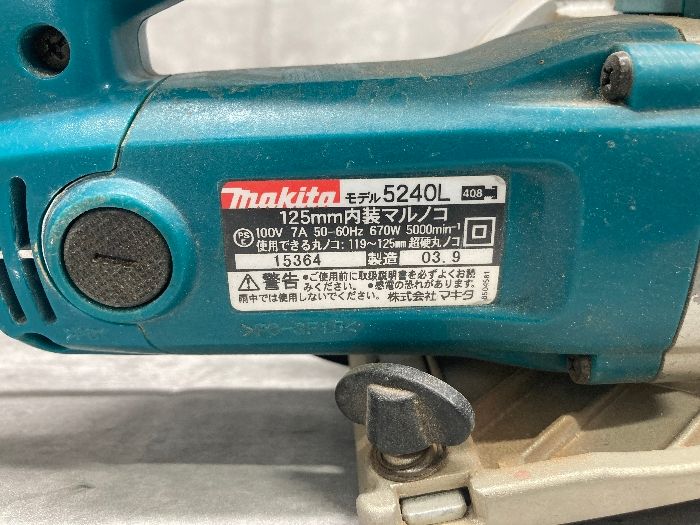 makita モデル 5240L 408
125mm内装マルノコ
PSE 100V 7A 50-60Hz 670W 5000min⁻¹
使用できる丸ノコ:119~125mm 超硬丸ノコ
15364 製造 03.9
警告 •ご使用前に取扱説明書を必ずよくお読
みください。 •感電の恐れがあります。
雨中では使用しないでください。 株式会社マキタ
>PC-GF15<